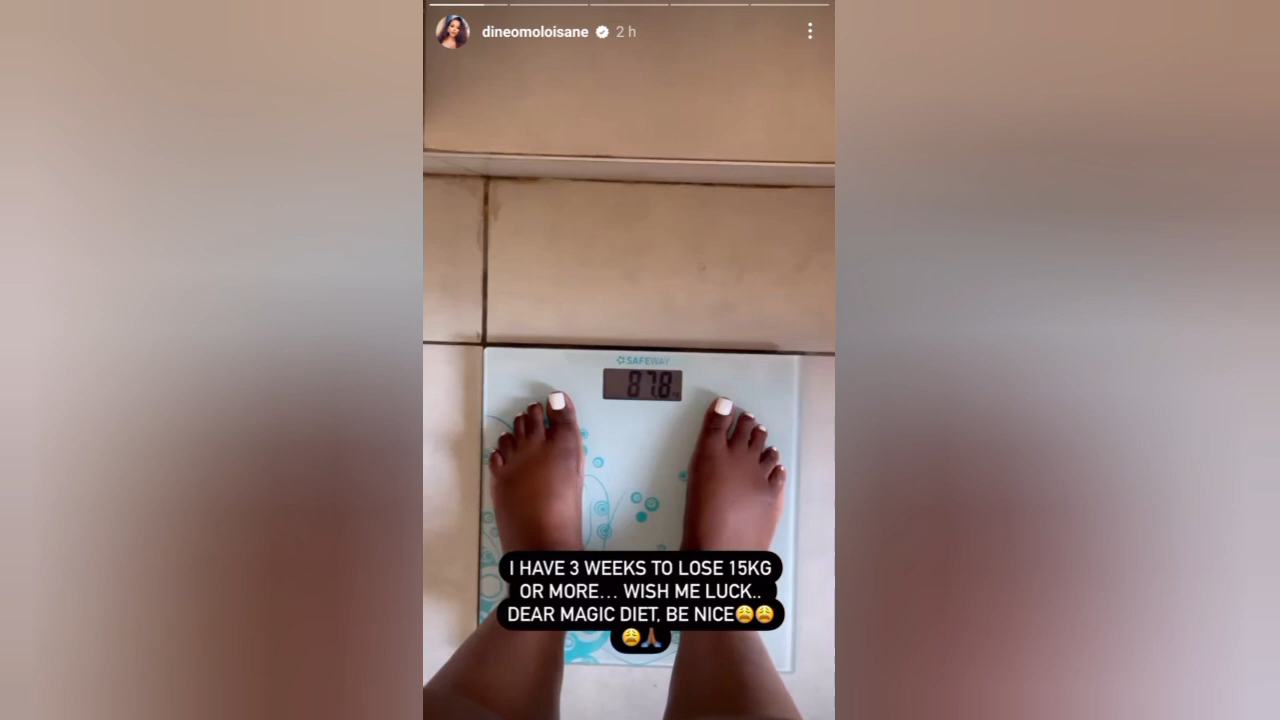 dineomoloisane 2 h
SAFEWAY
87.8
I HAVE 3 WEEKS TO LOSE 15KG
OR MORE... WISH ME LUCK..
DEAR MAGIC DIET, BE NICE😩😩
😩🙏🏾